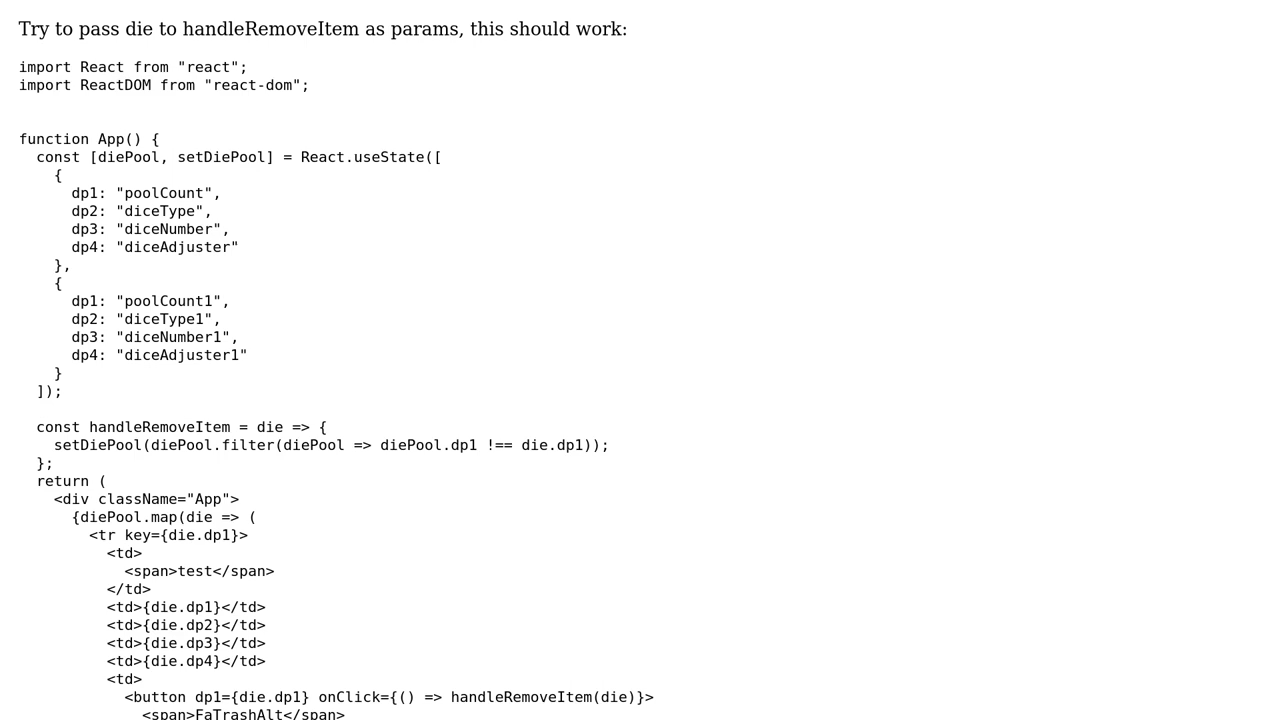 Try to pass die to handleRemoveItem as params, this should work:
import React from "react";
import ReactDOM from "react-dom";
function App() {
  const [diePool, setDiePool] = React.useState([
    {
      dp1: "poolCount",
      dp2: "diceType",
      dp3: "diceNumber",
      dp4: "diceAdjuster"
    },
    {
      dp1: "poolCount1",
      dp2: "diceType1",
      dp3: "diceNumber1",
      dp4: "diceAdjuster1"
    }
  ]);
  const handleRemoveItem = die => {
    setDiePool(diePool.filter(diePool => diePool.dp1 !== die.dp1));
  };
  return (
    <div className="App">
      {diePool.map(die => (
        <tr key={die.dp1}>
          <td>
            <span>test</span>
          </td>
          <td>{die.dp1}</td>
          <td>{die.dp2}</td>
          <td>{die.dp3}</td>
          <td>{die.dp4}</td>
          <td>
            <button dp1={die.dp1} onClick={() => handleRemoveItem(die)}>
              <span>FaTrashAlt</span>